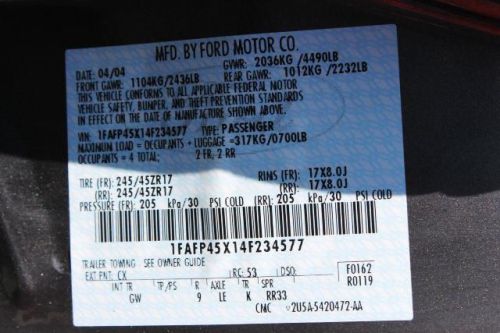 MFD. BY FORD MOTOR CO.
04/04 GVWR: 2036KG /4490LB
FRONT GAWR: 1104KG/2436LB REAR GAWR: 1012KG /2232LB
THIS VEHICLE CONFORMS TO ALL APPLICABLE FEDERAL MOTOR
VEHICLE SAFETY, BUMPER, AND THEFT PREVENTION STANDARDS
IN EFFECT ON THE DATE OF MANUFACTURE SHOWN ABOVE.
VIN: 1FAFP45X14F234577 TYPE: PASSENGER
MAXIMUM LOAD = OCCUPANTS + LUGGAGE =317KG/0700LB
OCCUPANTS = 4 TOTAL; 2 FR, 2 RR
TIRE (FR): 245/45ZR17 RIMS (FR): 17X8.0J
(RR): 245/45ZR17 (RR): 17X8.0J
PRESSURE (FR): 205 kPa/30 PSI COLD (RR): 205 kPa/30 PSI COLD
1FAFP45X14F234577
TRAILER TOWING - SEE OWNER GUIDE
EXT PNT: CX RC: 53 DSO: F0162
R0119
INT TR TP/PS R AXLE TR SPR
GW 9 LE K RR33
CMC 2U5A-5420472-AA